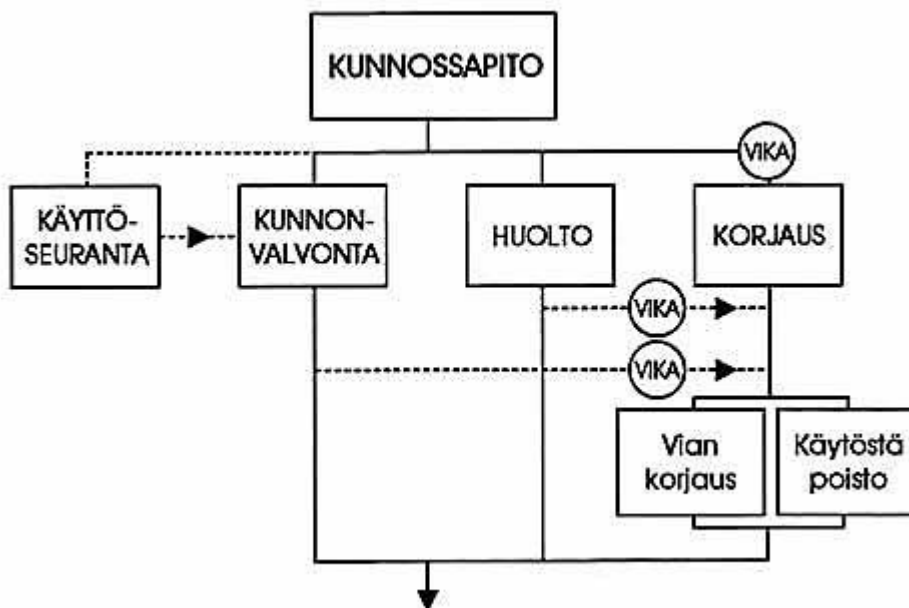 KUNNOSSAPITO
VIKA
KÄYTTÖ-
SEURANTA
KUNNON-
VALVONTA
HUOLTO
KORJAUS
VIKA
VIKA
Vian
korjaus
Käytöstä
poisto